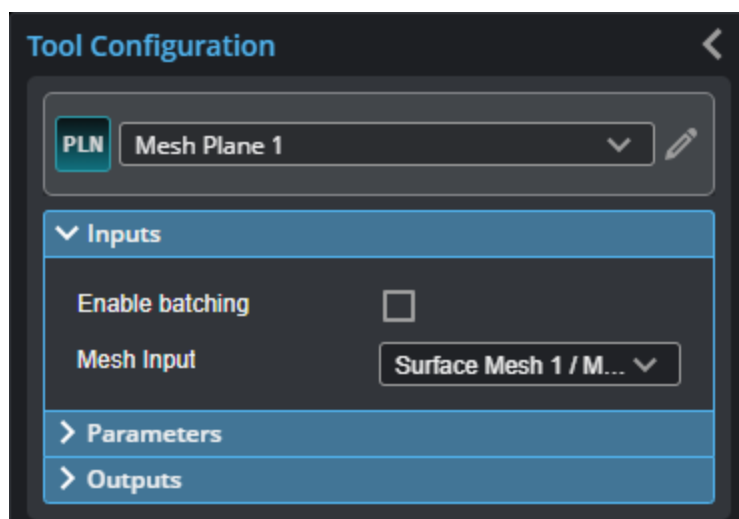 Tool Configuration
PLN Mesh Plane 1
Inputs
Enable batching
Mesh Input Surface Mesh 1 / M...
Parameters
Outputs